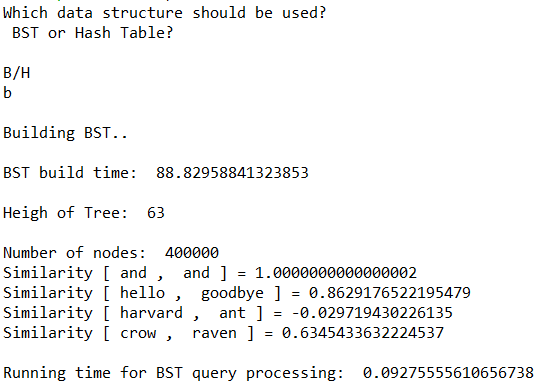 Which data structure should be used?
BST or Hash Table?
B/H
b
Building BST..
BST build time:  88.82958841323853
Heigh of Tree:  63
Number of nodes:  400000
Similarity [ and ,  and ] = 1.0000000000000002
Similarity [ hello ,  goodbye ] = 0.8629176522195479
Similarity [ harvard ,  ant ] = -0.029719430226135
Similarity [ crow ,  raven ] = 0.6345433632224537
Running time for BST query processing:  0.09275555610656738